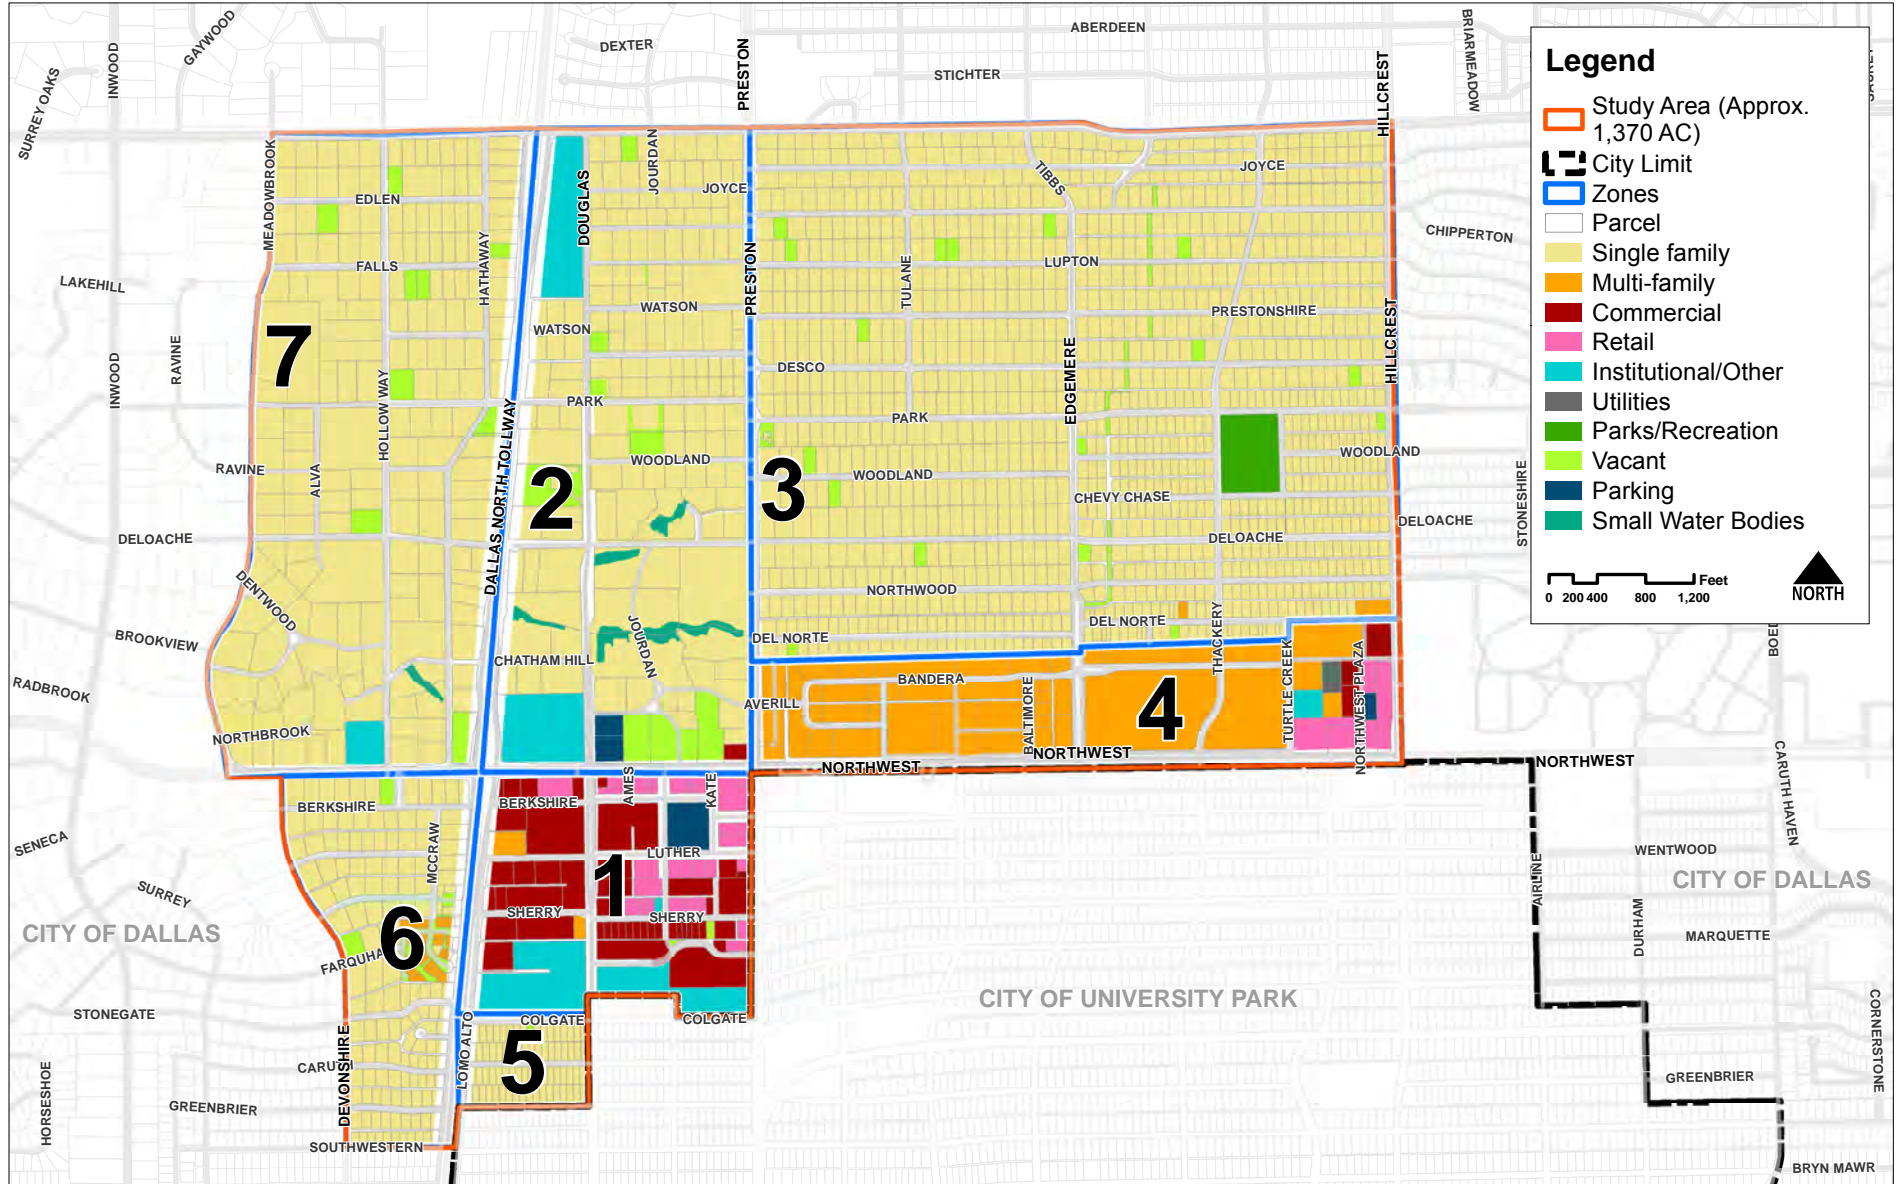 Legend
Study Area (Approx.
1,370 AC)
City Limit
Zones
Parcel
Single family
Multi-family
Commercial
Retail
Institutional/Other
Utilities
Parks/Recreation
Vacant
Parking
Small Water Bodies
0 200 400 800 1,200
Feet
NORTH
SURREY OAKS
INWOOD
GAYWOOD
DEXTER
PRESTON
ABERDEEN
STICHTER
HILLCREST
BRIARMEADOW
MEADOWBROOK
EDLEN
FALLS
HATHAWAY
DOUGLAS
JOURDAN
JOYCE
PRESTON
TIBBS
JOYCE
CHIPPERTON
LAKEHILL
RAVINE
INWOOD
7
HOLLOW WAY
WATSON
WATSON
TULANE
LUPTON
PRESTONSHIRE
HILLCREST
DESCO
EDGEMERE
PARK
PARK
RAVINE
ALVA
DALLAS NORTH TOLLWAY
2
WOODLAND
3
WOODLAND
WOODLAND
CHEVY CHASE
STONESHIRE
DELOACHE
DELOACHE
DELOACHE
DENTWOOD
NORTHWOOD
BROOKVIEW
JOURDAN
DEL NORTE
DEL NORTE
THACKERY
CHATHAM HILL
RADBROOK
AVERILL
BANDERA
BALTIMORE
4
TURTLE CREEK
NORTHWEST PLAZA
NORTHBROOK
NORTHWEST
NORTHWEST
NORTHWEST
BERKSHIRE
BERKSHIRE
AMES
KATE
CARUTH HAVEN
SENECA
MCCRAW
LUTHER
1
WENTWOOD
SURREY
AIRLINE
CITY OF DALLAS
CITY OF DALLAS
6
SHERRY
SHERRY
DURHAM
MARQUETTE
STONEGATE
CITY OF UNIVERSITY PARK
COLGATE
COLGATE
CORNERSTONE
DEVONSHIRE
LOMO ALTO
5
HORSESHOE
GREENBRIER
GREENBRIER
SOUTHWESTERN
BRYN MAWR